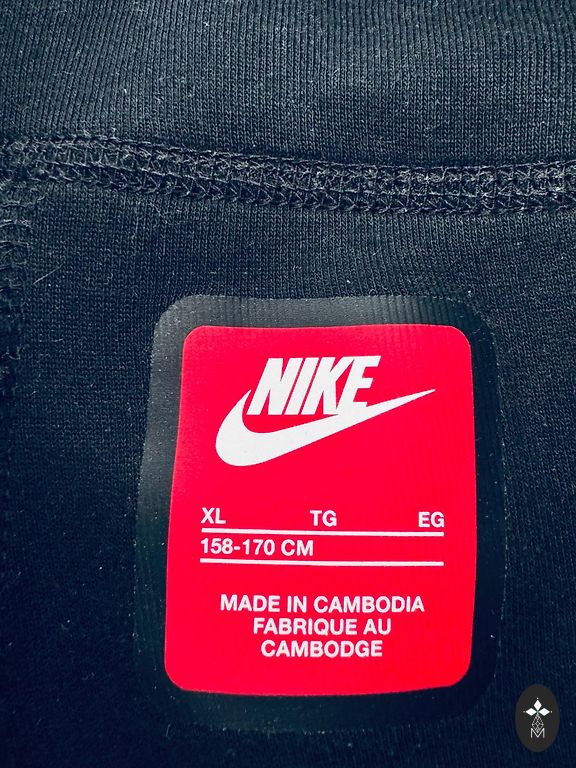 NIKE
XL TG EG
158-170 CM
MADE IN CAMBODIA
FABRIQUE AU
CAMBODGE
M